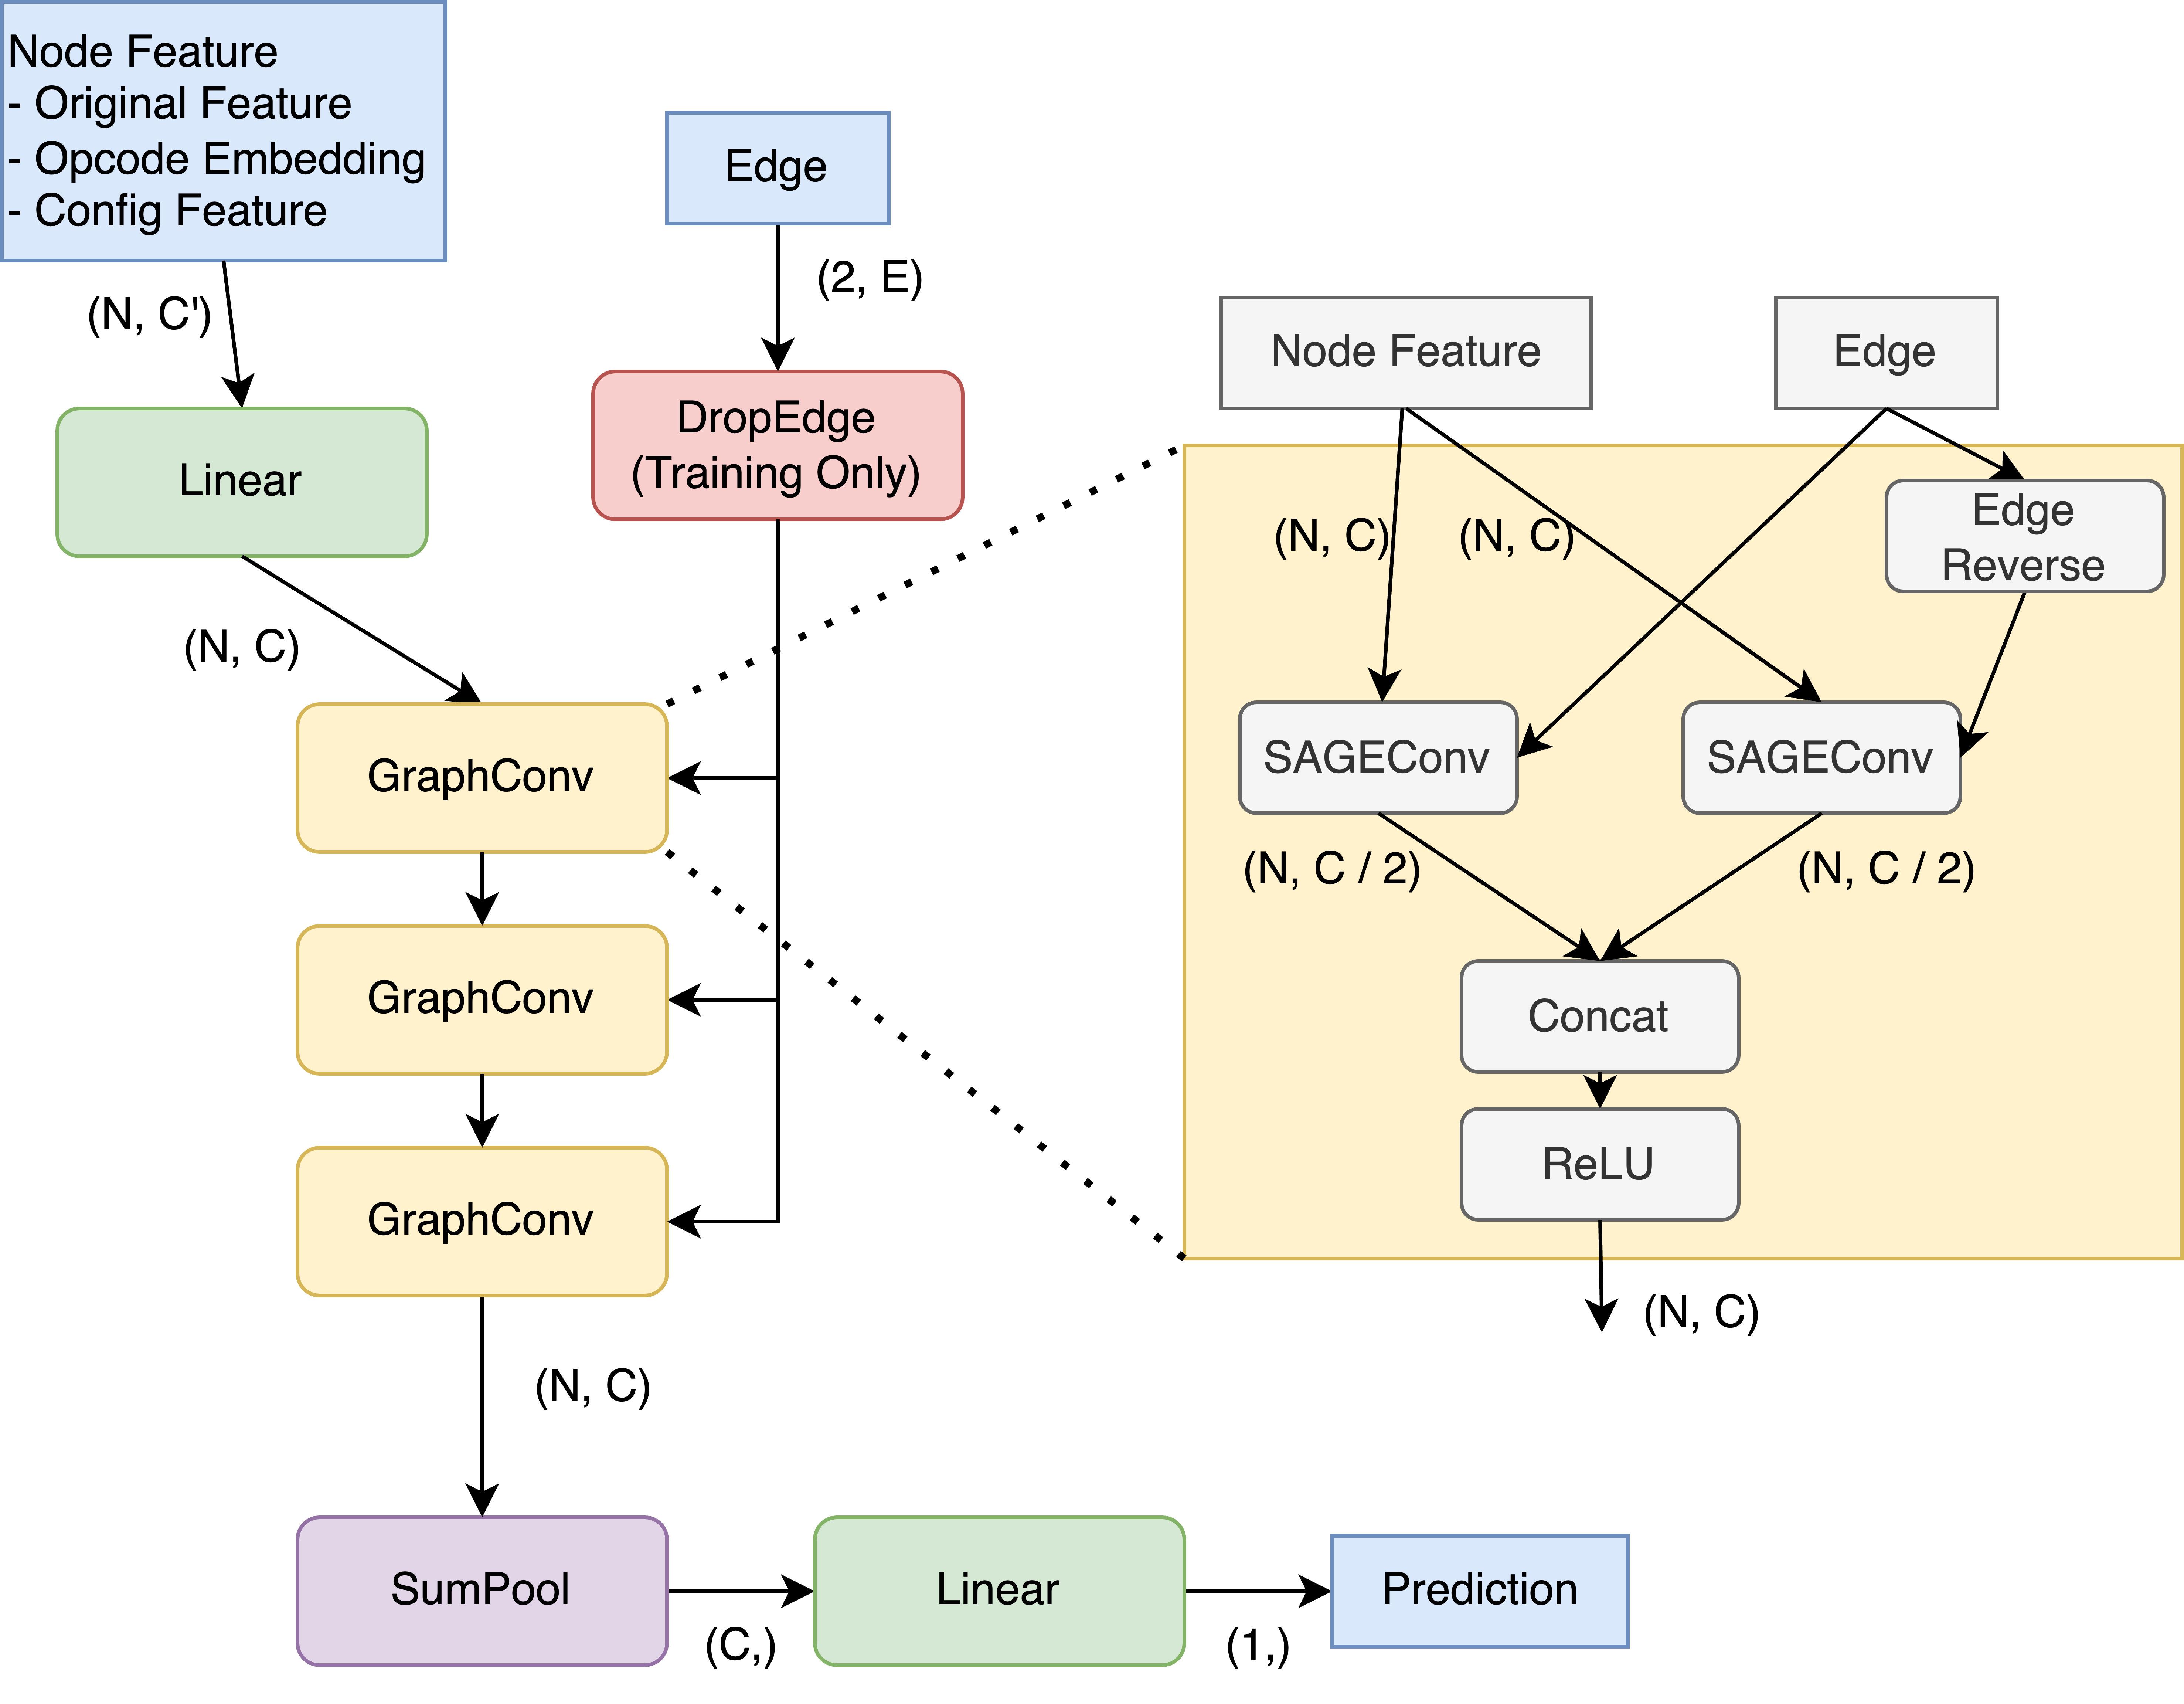 Node Feature
- Original Feature
- Opcode Embedding
- Config Feature
Edge
(2, E)
(N, C')
DropEdge
(Training Only)
Linear
(N, C)
GraphConv
GraphConv
GraphConv
(N, C)
SumPool
(C,)
Linear
(1,)
Prediction
Node Feature
Edge
(N, C)
(N, C)
Edge
Reverse
SAGEConv
SAGEConv
(N, C / 2)
(N, C / 2)
Concat
ReLU
(N, C)